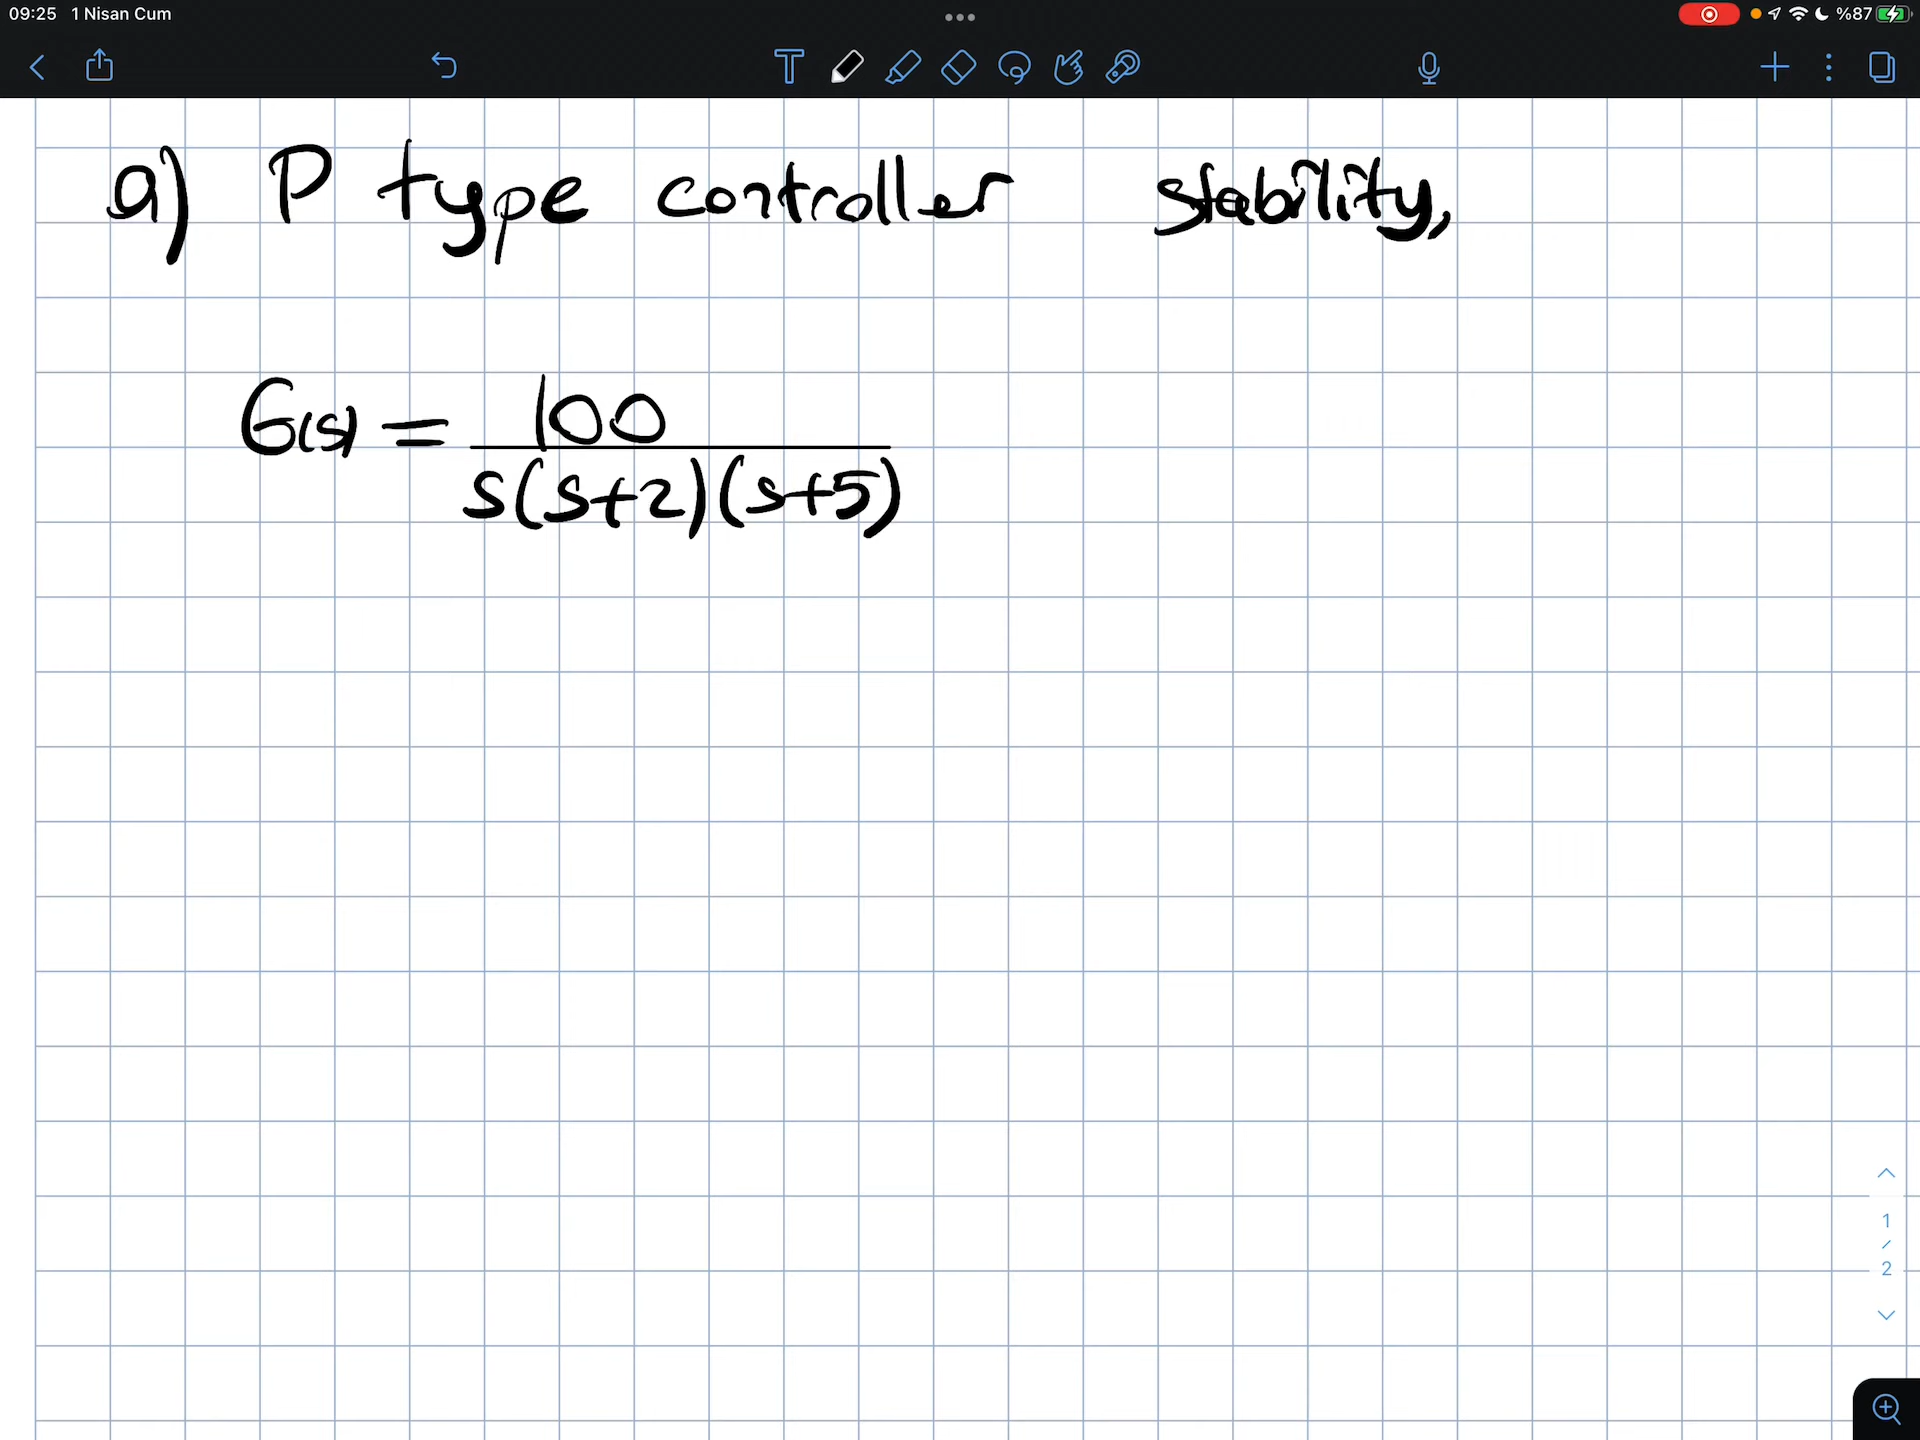 09:25 1 Nisan Cum
%87
a) P type controller stability,
G(s) = 100
s(s+2)(s+5)
1
/
2